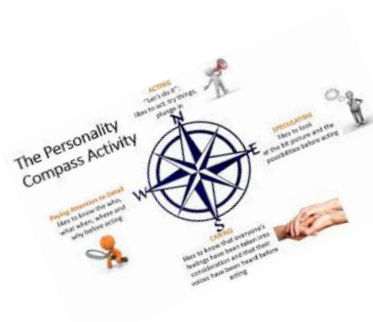 The Personality
Compass Activity
ACTING
"Let's do it";
likes to act, try things,
plunge in
N
SPECULATING
likes to look
at the bit picture and the
possibilities before acting
E
Paying Attention to Detail
likes to know the who,
what when, where and
why before acting
W
S
CARING
likes to know that everyone's
feelings have been taken into
consideration and that their
voices have been heard before
acting